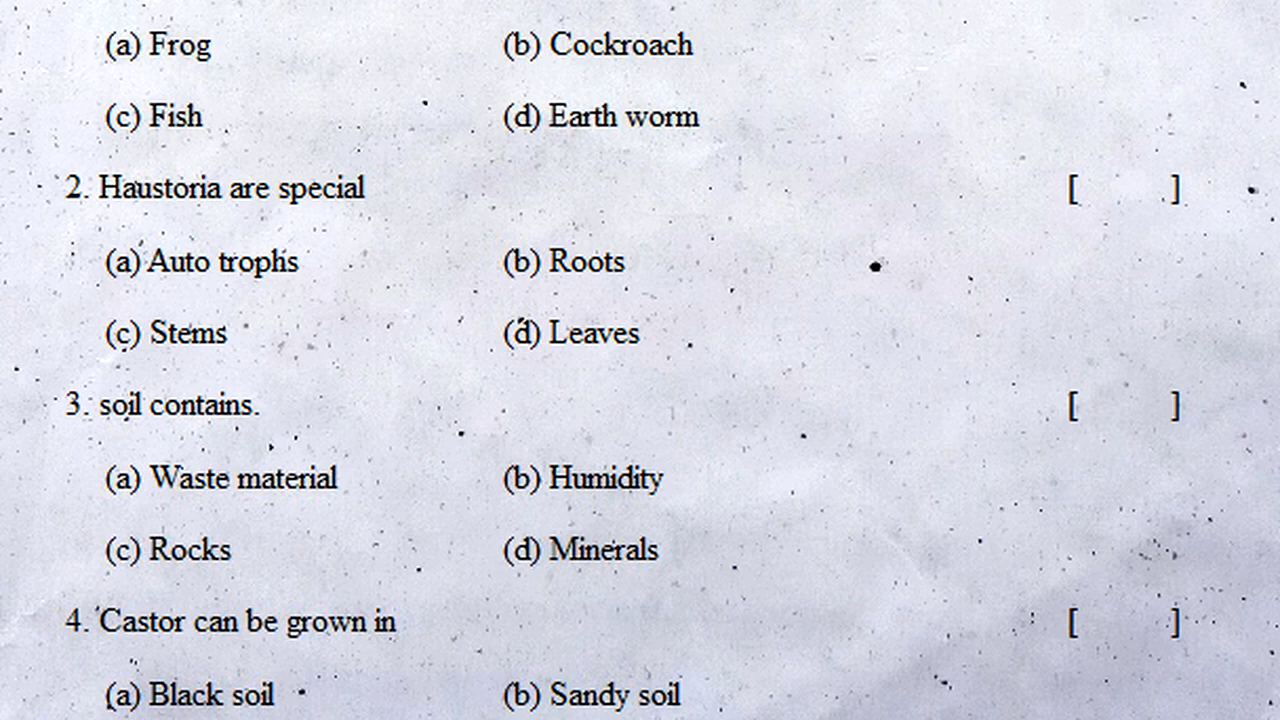 (a) Frog (b) Cockroach
(c) Fish (d) Earth worm
2. Haustoria are special [ ]
(a) Auto trophs (b) Roots
(c) Stems (d) Leaves
3. soil contains. [ ]
(a) Waste material (b) Humidity
(c) Rocks (d) Minerals
4. Castor can be grown in [ ]
(a) Black soil (b) Sandy soil